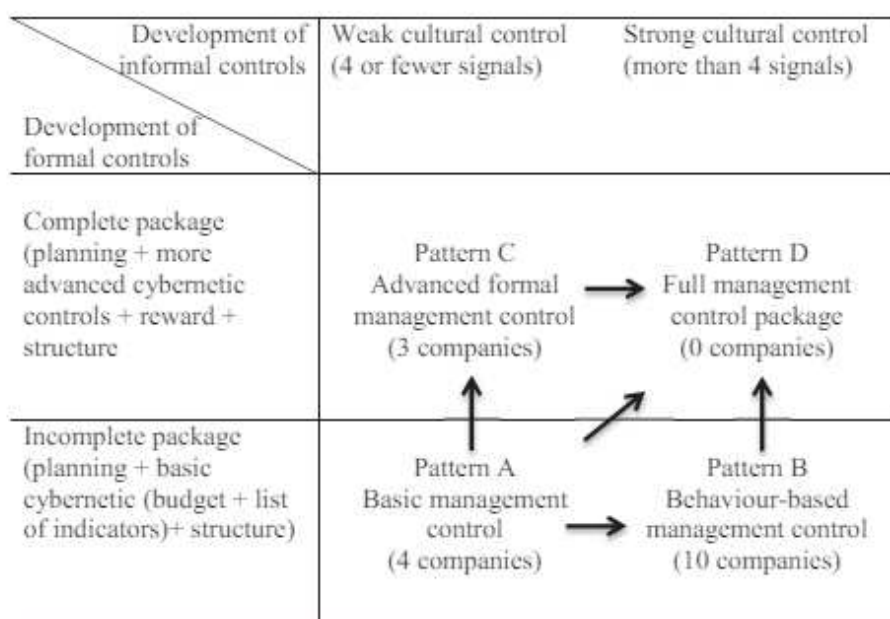 Development of
informal controls
Development of
formal controls
Weak cultural control
(4 or fewer signals)
Strong cultural control
(more than 4 signals)
Complete package
(planning + more
advanced cybernetic
controls + reward +
structure
Pattern C
Advanced formal
management control
(3 companies)
Pattern D
Full management
control package
(0 companies)
Incomplete package
(planning + basic
cybernetic (budget + list
of indicators)+ structure)
Pattern A
Basic management
control
(4 companies)
Pattern B
Behaviour-based
management control
(10 companies)